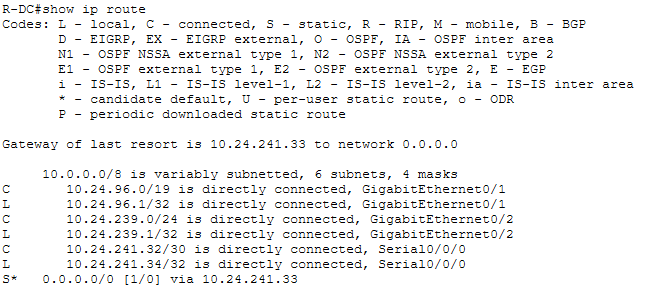 R-DC#show ip route
Codes: L - local, C - connected, S - static, R - RIP, M - mobile, B - BGP
       D - EIGRP, EX - EIGRP external, O - OSPF, IA - OSPF inter area
       N1 - OSPF NSSA external type 1, N2 - OSPF NSSA external type 2
       E1 - OSPF external type 1, E2 - OSPF external type 2, E - EGP
       i - IS-IS, L1 - IS-IS level-1, L2 - IS-IS level-2, ia - IS-IS inter area
       * - candidate default, U - per-user static route, o - ODR
       P - periodic downloaded static route
Gateway of last resort is 10.24.241.33 to network 0.0.0.0
     10.0.0.0/8 is variably subnetted, 6 subnets, 4 masks
C       10.24.96.0/19 is directly connected, GigabitEthernet0/1
L       10.24.96.1/32 is directly connected, GigabitEthernet0/1
C       10.24.239.0/24 is directly connected, GigabitEthernet0/2
L       10.24.239.1/32 is directly connected, GigabitEthernet0/2
C       10.24.241.32/30 is directly connected, Serial0/0/0
L       10.24.241.34/32 is directly connected, Serial0/0/0
S*   0.0.0.0/0 [1/0] via 10.24.241.33